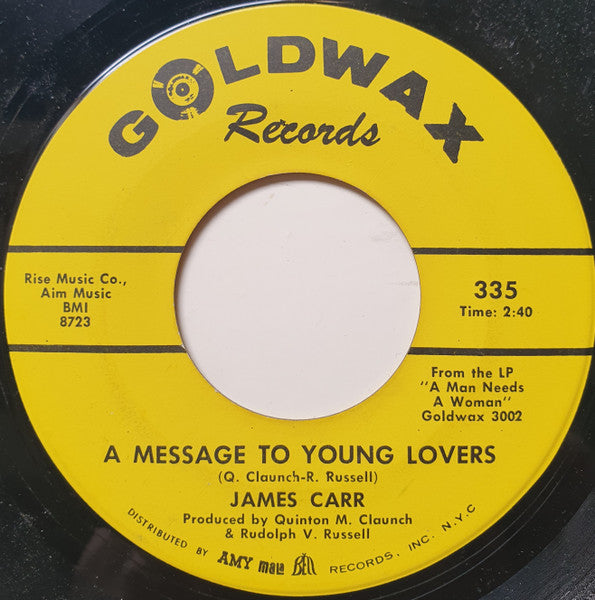 GOLDWAX
Records
Rise Music Co.,
Aim Music
BMI
8723
335
Time: 2:40
From the LP
"A Man Needs
A Woman"
Goldwax 3002
A MESSAGE TO YOUNG LOVERS
(Q. Claunch-R. Russell)
JAMES CARR
Produced by Quinton M. Claunch
& Rudolph V. Russell
DISTRIBUTED BY AMY mala BELL RECORDS, INC. N.Y.C